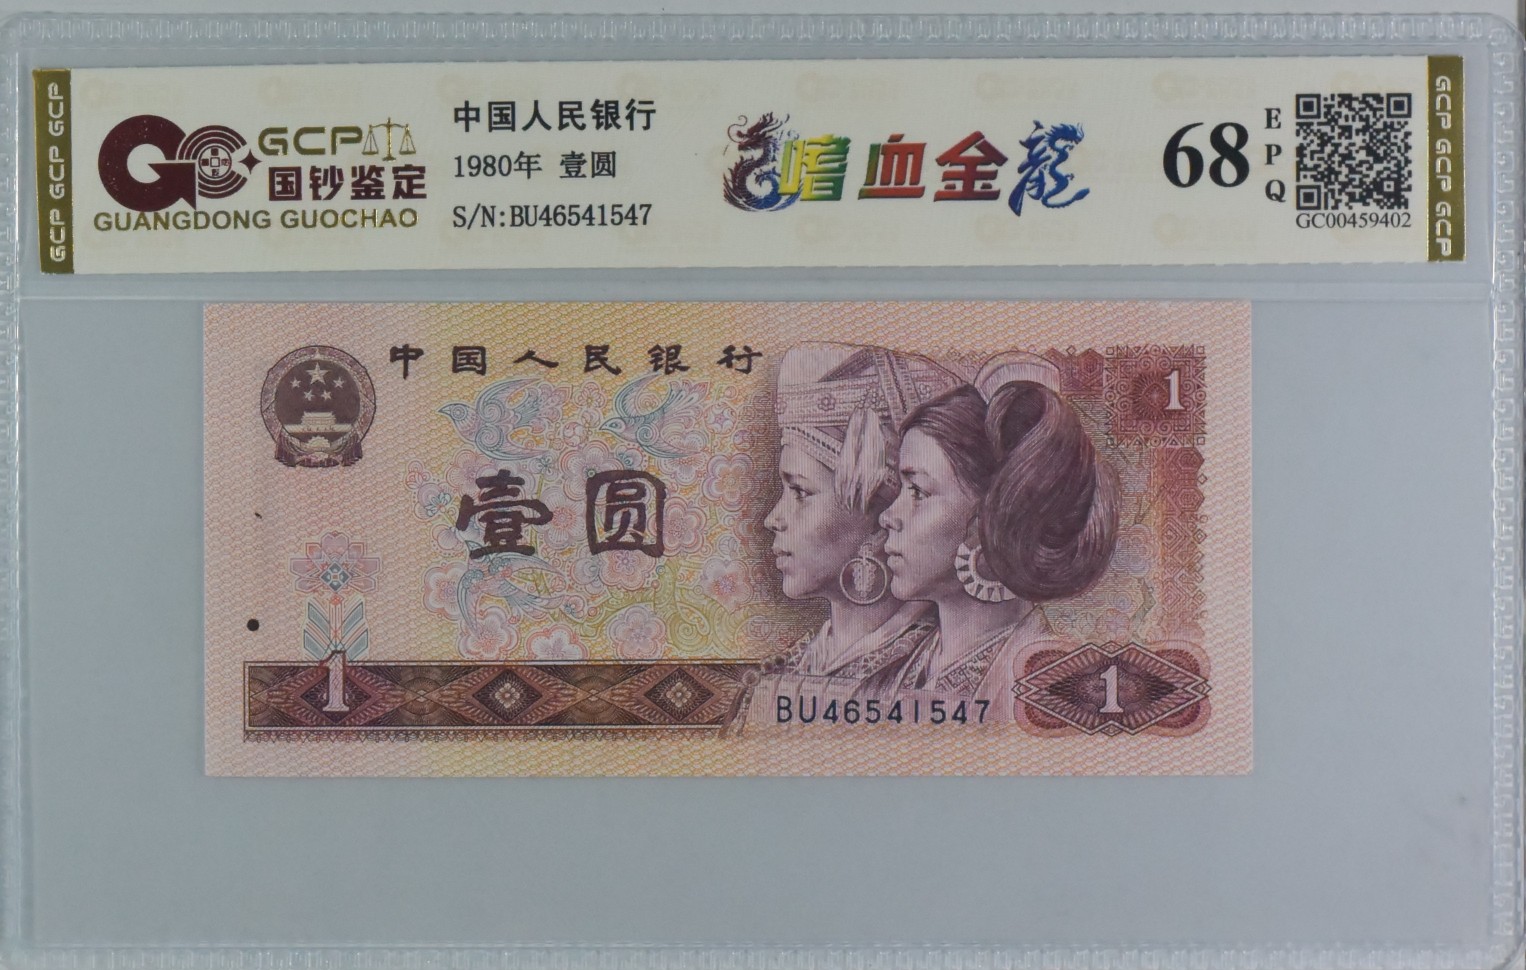 GCP GCP GCP
GCP
国钞鉴定
GUANGDONG GUOCHAO
中国人民银行
1980年 壹圆
S/N:BU46541547
嗜血金龍
68
EPQ
GC00459402
GCP GCP GCP
中国人民银行
1
壹圆
1
BU46541547
1